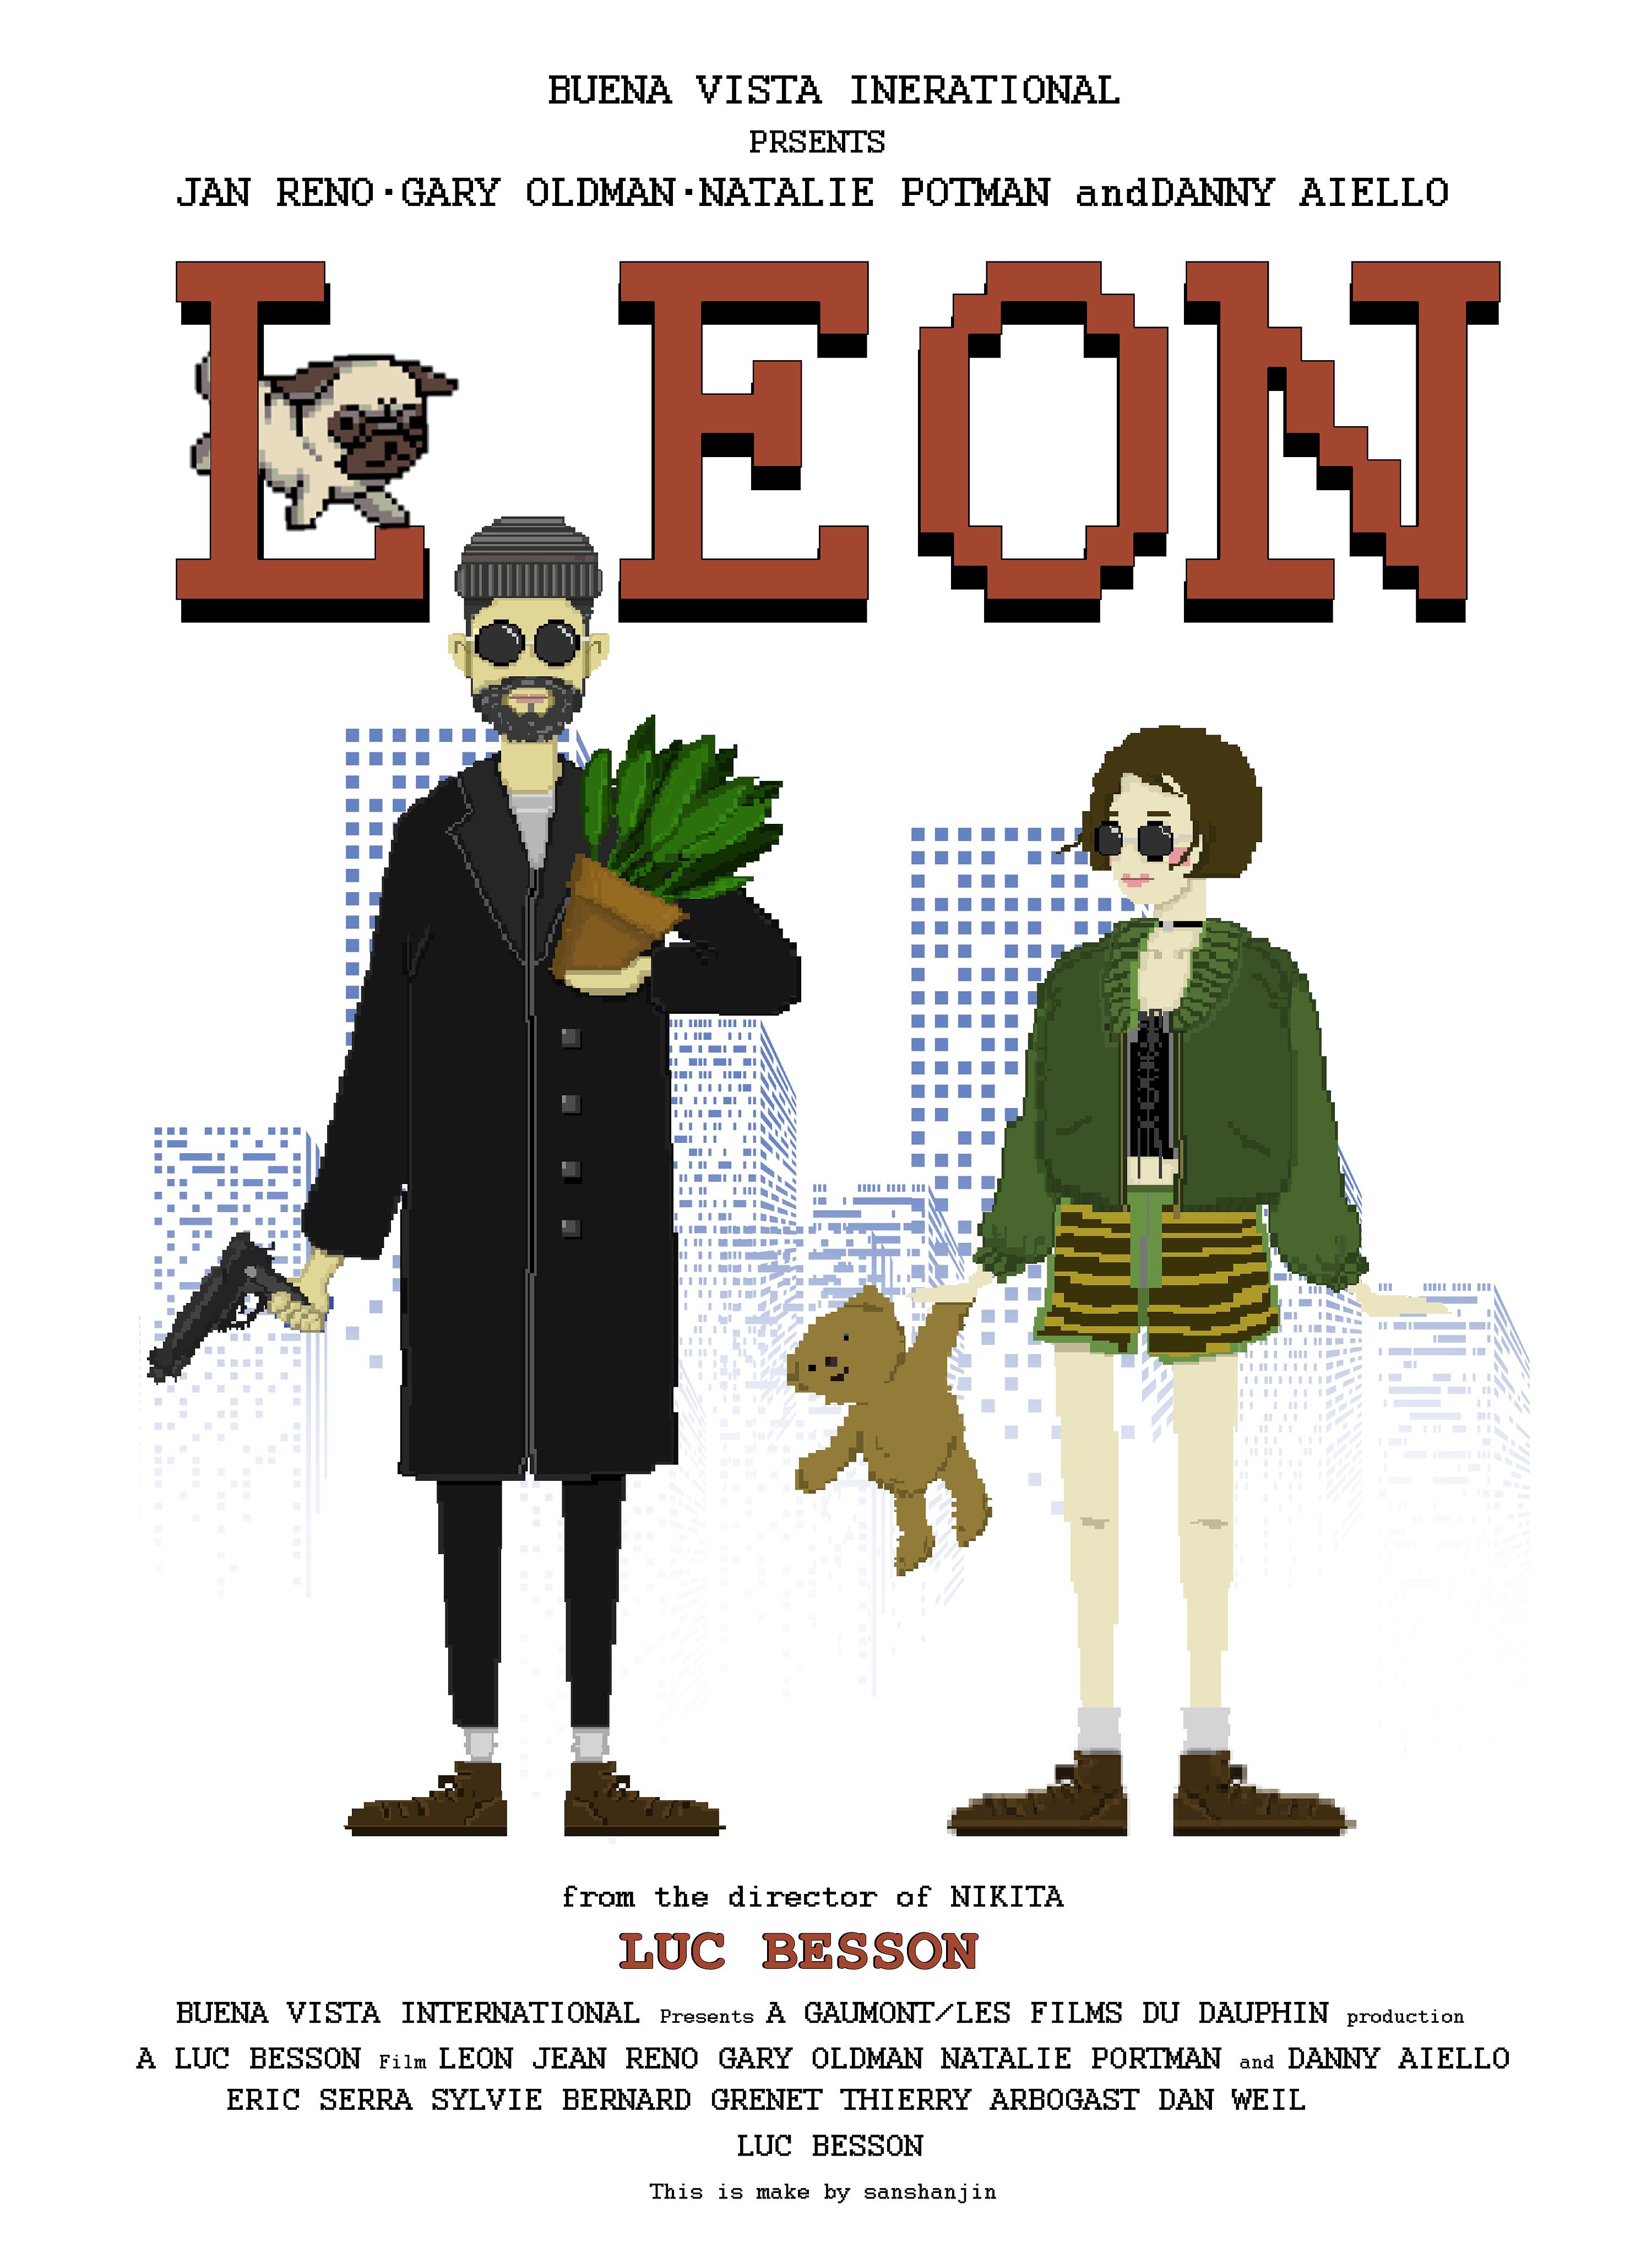 BUENA VISTA INERATIONAL
PRSENTS
JAN RENO·GARY OLDMAN·NATALIE POTMAN andDANNY AIELLO
LEON
from the director of NIKITA
LUC BESSON
BUENA VISTA INTERNATIONAL Presents A GAUMONT/LES FILMS DU DAUPHIN production
A LUC BESSON Film LEON JEAN RENO GARY OLDMAN NATALIE PORTMAN and DANNY AIELLO
ERIC SERRA SYLVIE BERNARD GRENET THIERRY ARBOGAST DAN WEIL
LUC BESSON
This is make by sanshanjin